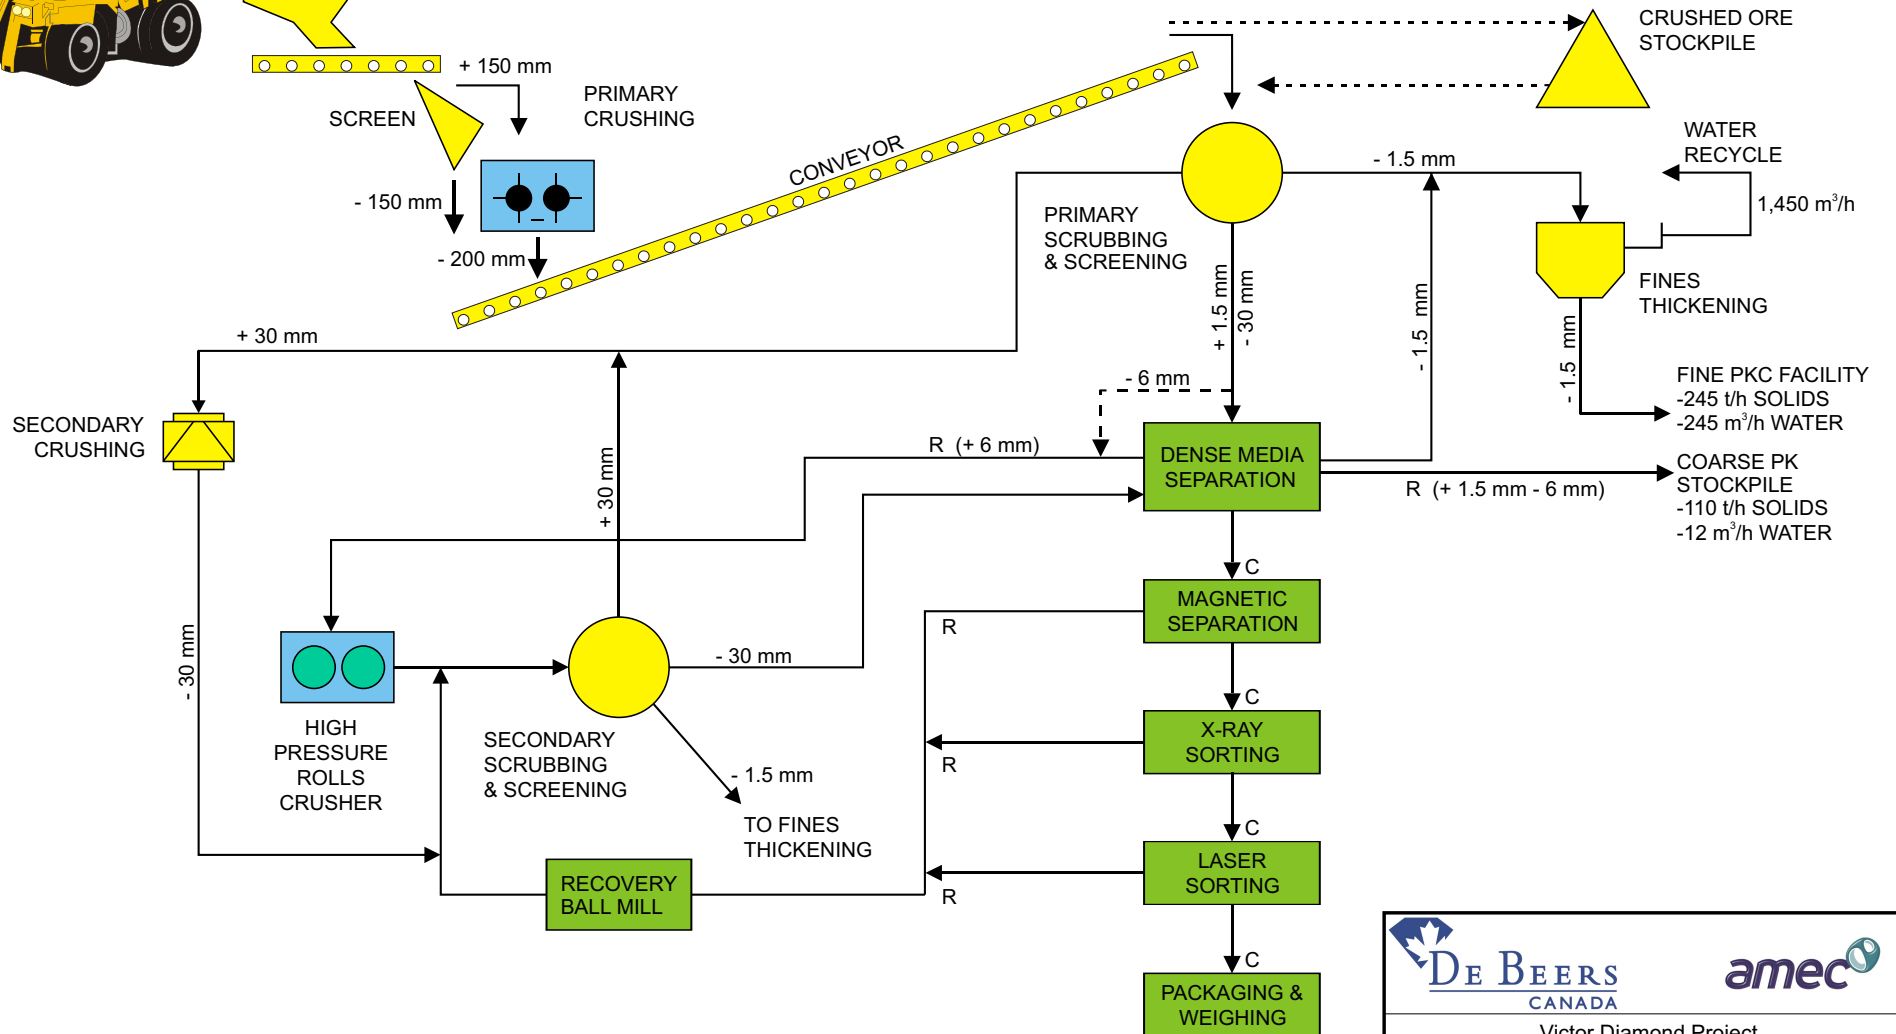 CRUSHED ORE
STOCKPILE
+ 150 mm
PRIMARY
CRUSHING
SCREEN
WATER
RECYCLE
CONVEYOR
- 1.5 mm
- 150 mm
1,450 m³/h
PRIMARY
SCRUBBING
& SCREENING
- 200 mm
+ 1.5 mm
- 30 mm
- 1.5 mm
FINES
THICKENING
+ 30 mm
- 1.5 mm
- 6 mm
FINE PKC FACILITY
-245 t/h SOLIDS
-245 m³/h WATER
SECONDARY
CRUSHING
R (+ 6 mm)
DENSE MEDIA
SEPARATION
COARSE PK
STOCKPILE
-110 t/h SOLIDS
-12 m³/h WATER
R (+ 1.5 mm - 6 mm)
+ 30 mm
C
MAGNETIC
SEPARATION
R
- 30 mm
- 30 mm
C
HIGH
PRESSURE
ROLLS
CRUSHER
SECONDARY
SCRUBBING
& SCREENING
X-RAY
SORTING
R
- 1.5 mm
TO FINES
THICKENING
C
LASER
SORTING
R
RECOVERY
BALL MILL
C
PACKAGING &
WEIGHING
DE BEERS
CANADA
amec
Victor Diamond Project